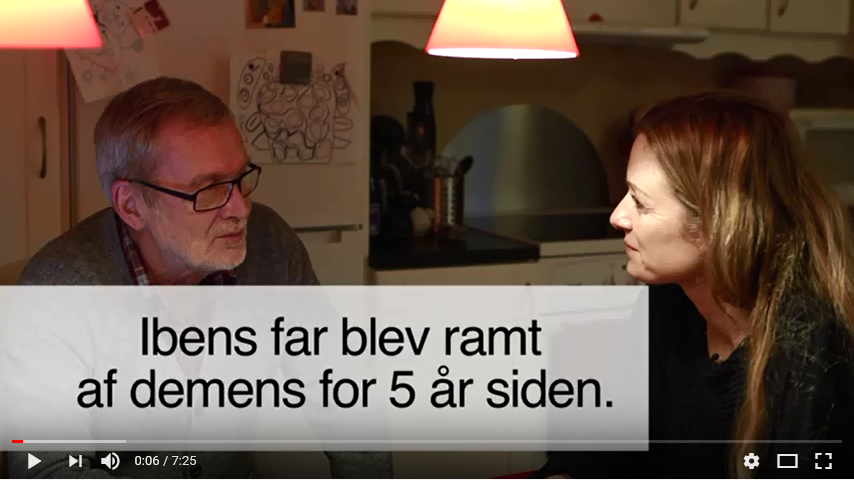 Ibens far blev ramt
af demens for 5 år siden.
0:06 / 7:25